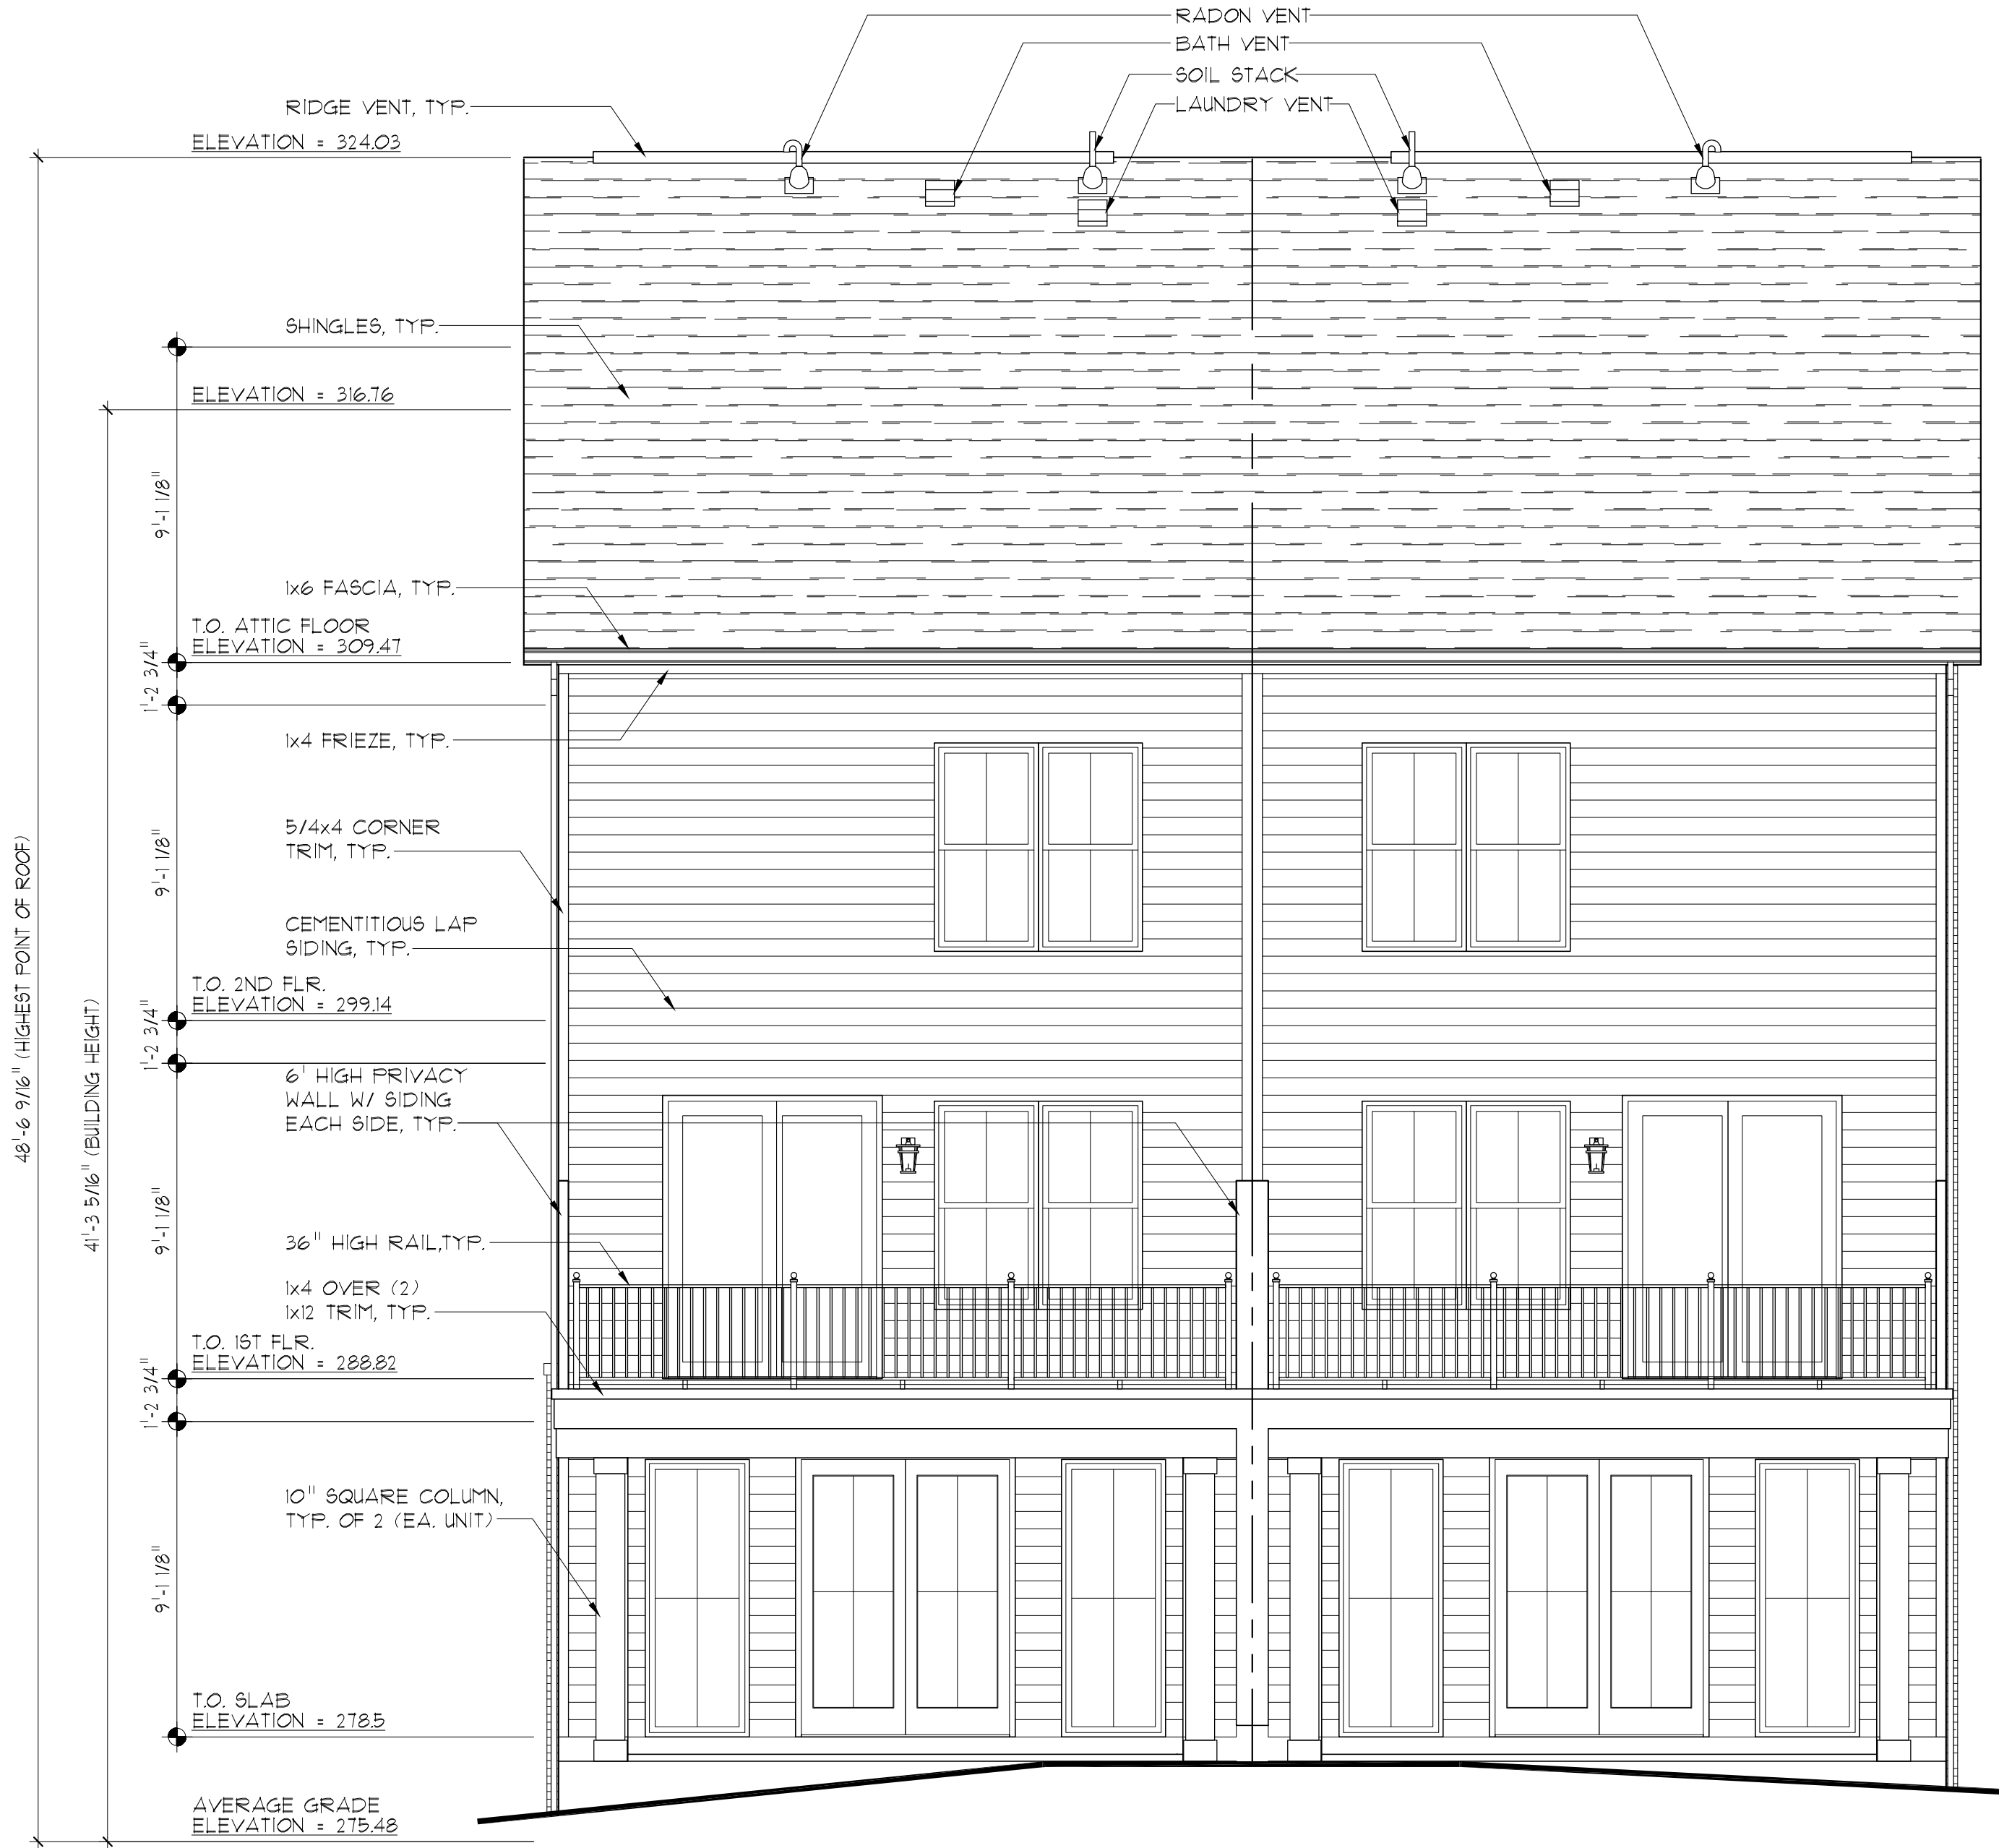 RADON VENT
BATH VENT
SOIL STACK
LAUNDRY VENT
RIDGE VENT, TYP.
ELEVATION = 324.03
SHINGLES, TYP.
ELEVATION = 316.76
9'-1 1/8"
1x6 FASCIA, TYP.
T.O. ATTIC FLOOR
ELEVATION = 309.47
1'-2 3/4"
1x4 FRIEZE, TYP.
5/4x4 CORNER
TRIM, TYP.
9'-1 1/8"
CEMENTITIOUS LAP
SIDING, TYP.
T.O. 2ND FLR.
ELEVATION = 299.14
1'-2 3/4"
48'-6 9/16" (HIGHEST POINT OF ROOF)
41'-3 5/16" (BUILDING HEIGHT)
6' HIGH PRIVACY
WALL W/ SIDING
EACH SIDE, TYP.
9'-1 1/8"
36" HIGH RAIL,TYP.
1x4 OVER (2)
1x12 TRIM, TYP.
T.O. 1ST FLR.
ELEVATION = 288.82
1'-2 3/4"
10" SQUARE COLUMN,
TYP. OF 2 (EA. UNIT)
9'-1 1/8"
T.O. SLAB
ELEVATION = 278.5
AVERAGE GRADE
ELEVATION = 275.48